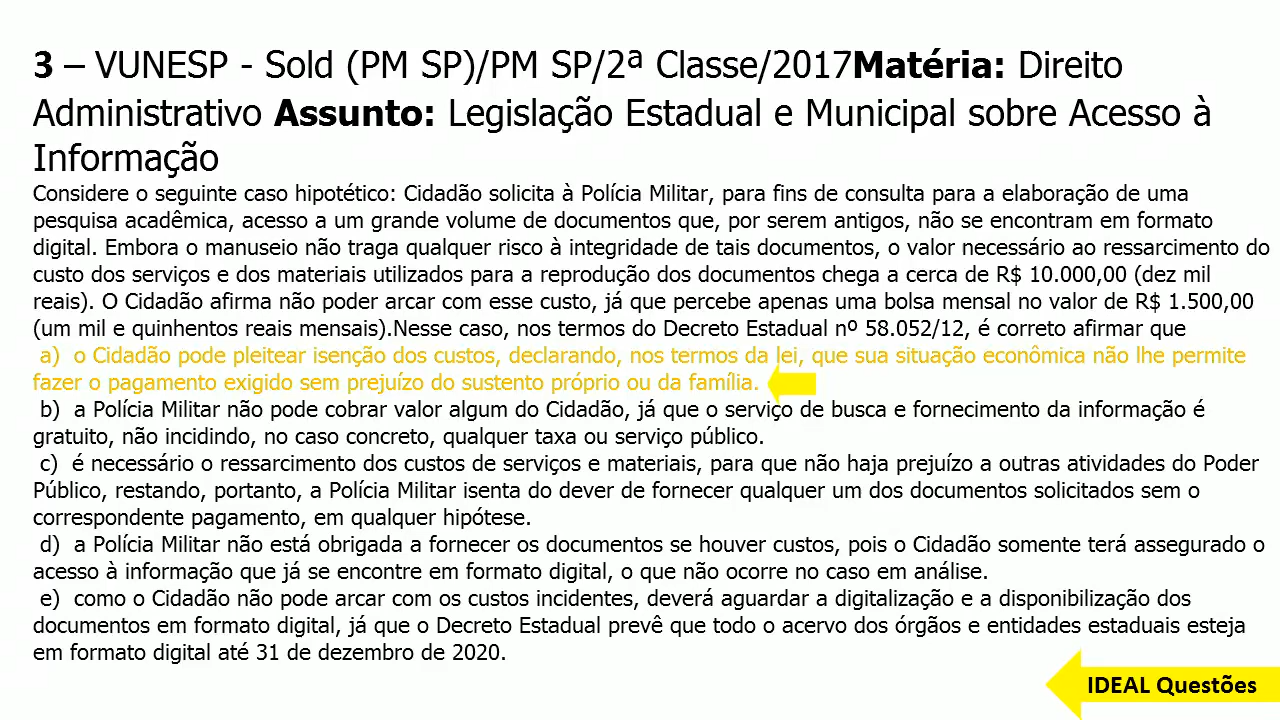 3 – VUNESP - Sold (PM SP)/PM SP/2ª Classe/2017Matéria: Direito
Administrativo Assunto: Legislação Estadual e Municipal sobre Acesso à
Informação
Considere o seguinte caso hipotético: Cidadão solicita à Polícia Militar, para fins de consulta para a elaboração de uma
pesquisa acadêmica, acesso a um grande volume de documentos que, por serem antigos, não se encontram em formato
digital. Embora o manuseio não traga qualquer risco à integridade de tais documentos, o valor necessário ao ressarcimento do
custo dos serviços e dos materiais utilizados para a reprodução dos documentos chega a cerca de R$ 10.000,00 (dez mil
reais). O Cidadão afirma não poder arcar com esse custo, já que percebe apenas uma bolsa mensal no valor de R$ 1.500,00
(um mil e quinhentos reais mensais).Nesse caso, nos termos do Decreto Estadual nº 58.052/12, é correto afirmar que
a) o Cidadão pode pleitear isenção dos custos, declarando, nos termos da lei, que sua situação econômica não lhe permite
fazer o pagamento exigido sem prejuízo do sustento próprio ou da família.
b) a Polícia Militar não pode cobrar valor algum do Cidadão, já que o serviço de busca e fornecimento da informação é
gratuito, não incidindo, no caso concreto, qualquer taxa ou serviço público.
c) é necessário o ressarcimento dos custos de serviços e materiais, para que não haja prejuízo a outras atividades do Poder
Público, restando, portanto, a Polícia Militar isenta do dever de fornecer qualquer um dos documentos solicitados sem o
correspondente pagamento, em qualquer hipótese.
d) a Polícia Militar não está obrigada a fornecer os documentos se houver custos, pois o Cidadão somente terá assegurado o
acesso à informação que já se encontre em formato digital, o que não ocorre no caso em análise.
e) como o Cidadão não pode arcar com os custos incidentes, deverá aguardar a digitalização e a disponibilização dos
documentos em formato digital, já que o Decreto Estadual prevê que todo o acervo dos órgãos e entidades estaduais esteja
em formato digital até 31 de dezembro de 2020.
IDEAL Questões